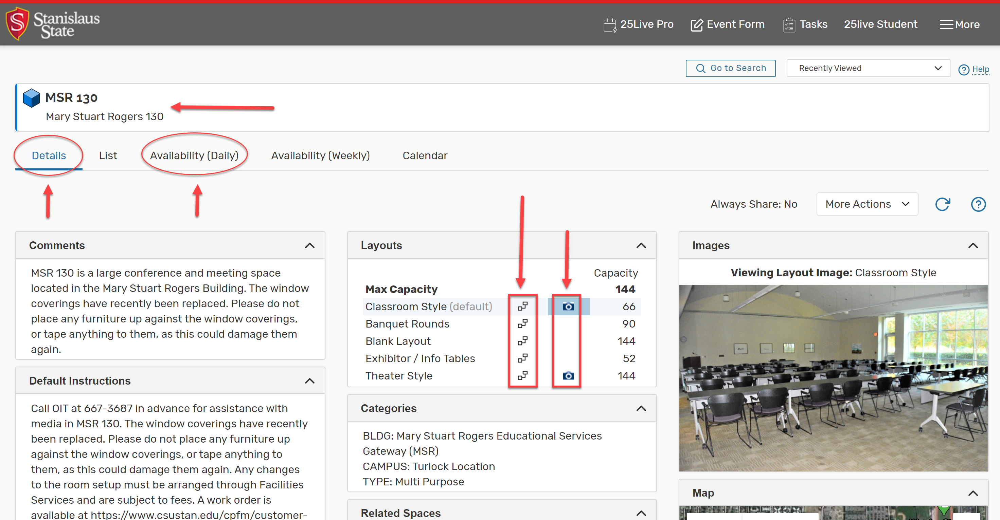 Stanislaus
State
25Live Pro
Event Form
Tasks
25live Student
More
Go to Search
Recently Viewed
Help
MSR 130
Mary Stuart Rogers 130
Details
List
Availability (Daily)
Availability (Weekly)
Calendar
Always Share: No
More Actions
Comments
MSR 130 is a large conference and meeting space
located in the Mary Stuart Rogers Building. The window
coverings have recently been replaced. Please do not
place any furniture up against the window coverings,
or tape anything to them, as this could damage them
again.
Default Instructions
Call OIT at 667-3687 in advance for assistance with
media in MSR 130. The window coverings have recently
been replaced. Please do not place any furniture up
against the window coverings, or tape anything to
them, as this could damage them again. Any changes
to the room setup must be arranged through Facilities
Services and are subject to fees. A work order is
available at https://www.csustan.edu/cpfm/customer-
Layouts
Capacity
Max Capacity 144
Classroom Style (default) 66
Banquet Rounds 90
Blank Layout 144
Exhibitor / Info Tables 52
Theater Style 144
Categories
BLDG: Mary Stuart Rogers Educational Services
Gateway (MSR)
CAMPUS: Turlock Location
TYPE: Multi Purpose
Related Spaces
Images
Viewing Layout Image: Classroom Style
Map